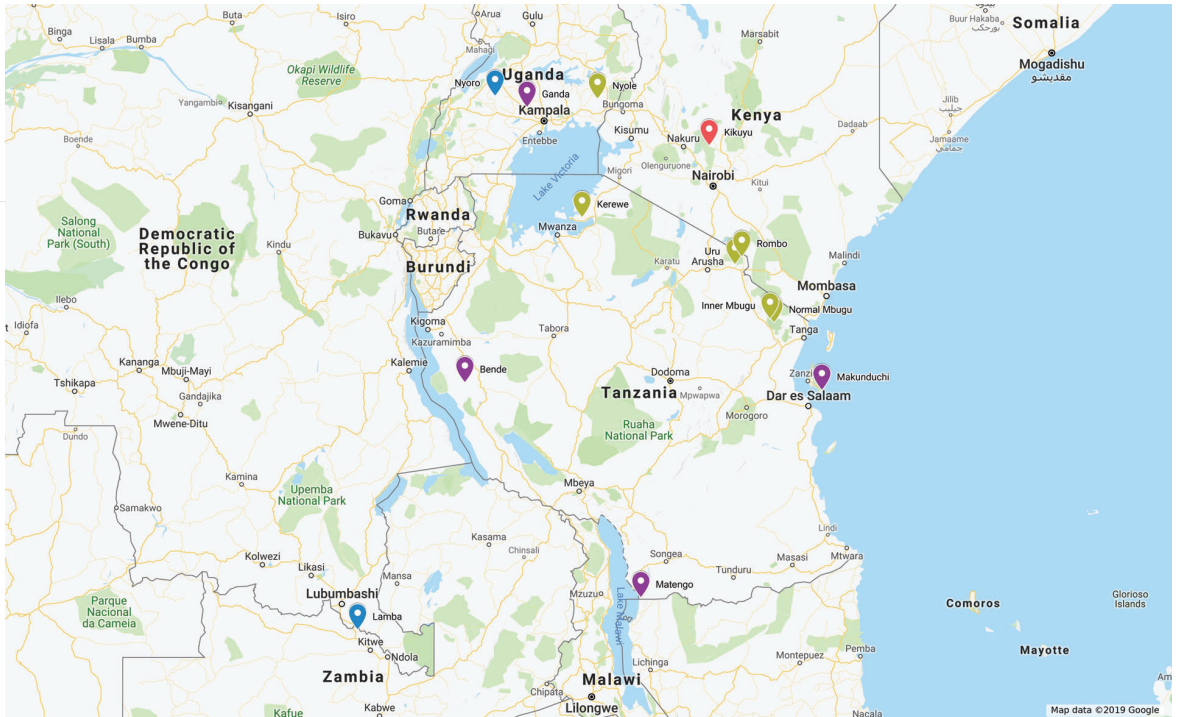 Binga
Lisala
Bumba
Buta
Isiro
Arua
Gulu
Mahagi
Marsabit
Buur Hakaba
Somalia
Mogadishu
مقديشو
Okapi Wildlife
Reserve
Nyoro
Uganda
Ganda
Nyole
Kampala
Bungoma
Entebbe
Yangambi
Kisangani
Kisumu
Nakuru
Kikuyu
Kenya
Dadaab
Jilib
جيليب
Jamaame
جمامي
Boende
Olenguruone
Migori
Nairobi
Kitui
Lake Victoria
Goma
Rwanda
Bukavu
Butare
Kerewe
Mwanza
Salong
National
Park (South)
Democratic
Republic of
the Congo
Kindu
Burundi
Rombo
Uru
Arusha
Karatu
Malindi
Mombasa
Inner Mbugu
Normal Mbugu
Tanga
Ilebo
t Idiofa
Kigoma
Kazuramimba
Tabora
Kananga
Mbuji-Mayi
Tshikapa
Gandajika
Mwene-Ditu
Kalemie
Bende
Dodoma
Mpwapwa
Tanzania
Zanzi
Makunduchi
Dar es Salaam
Morogoro
Ruaha
National Park
Dundo
Kamina
Upemba
National Park
Mbeya
Samakwo
Kasama
Chinsali
Lindi
Mtwara
Masasi
Songea
Tunduru
Kolwezi
Likasi
Mansa
Lubumbashi
Lamba
Mzuzu
Matengo
Lake Malawi
Parque
Nacional
da Cameia
Comoros
Glorioso
Islands
Kitwe
Ndola
Zambia
Lichinga
Montepuez
Pemba
Mayotte
Malawi
Chipata
Lilongwe
Kabwe
Kafue
Nacala
Am
Map data ©2019 Google